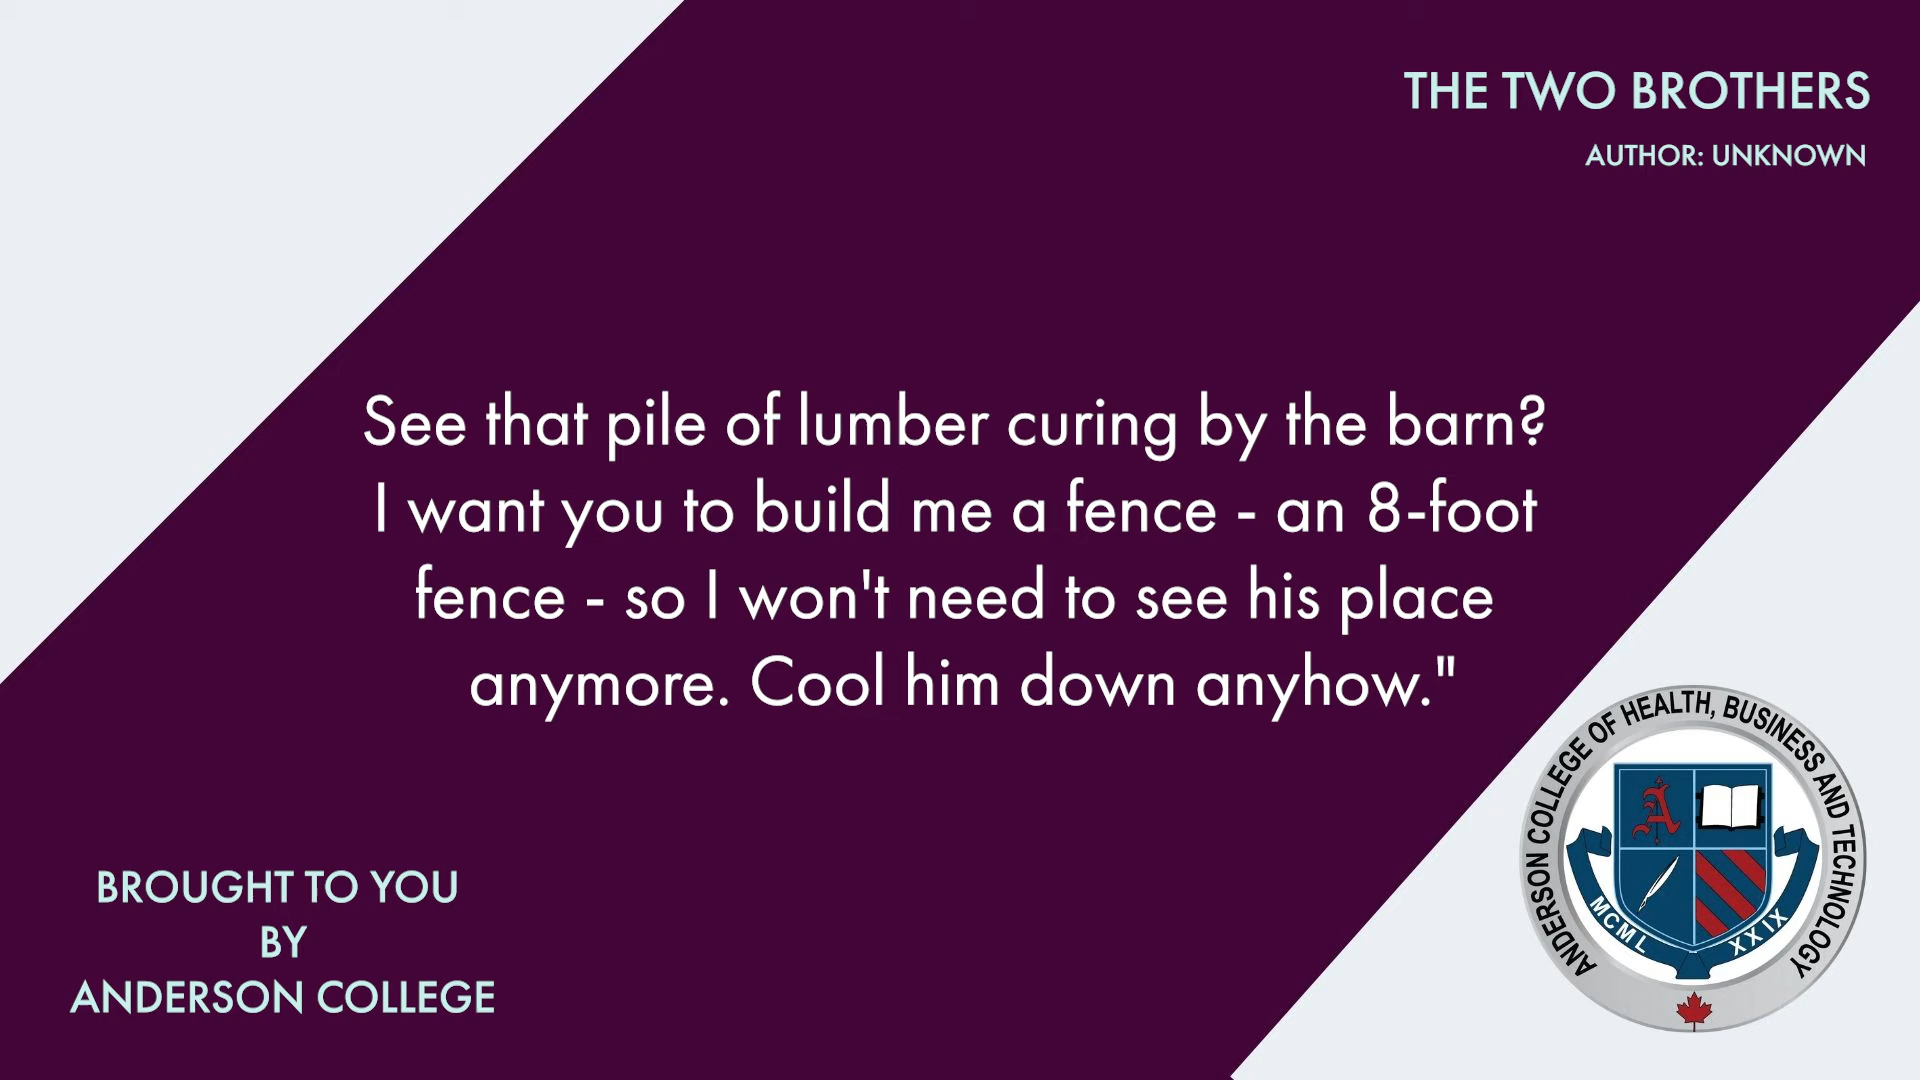 THE TWO BROTHERS
AUTHOR: UNKNOWN
See that pile of lumber curing by the barn?
I want you to build me a fence - an 8-foot
fence - so I won't need to see his place
anymore. Cool him down anyhow."
BROUGHT TO YOU
BY
ANDERSON COLLEGE
ANDERSON COLLEGE OF HEALTH, BUSINESS AND TECHNOLOGY
A
MCML XXIX